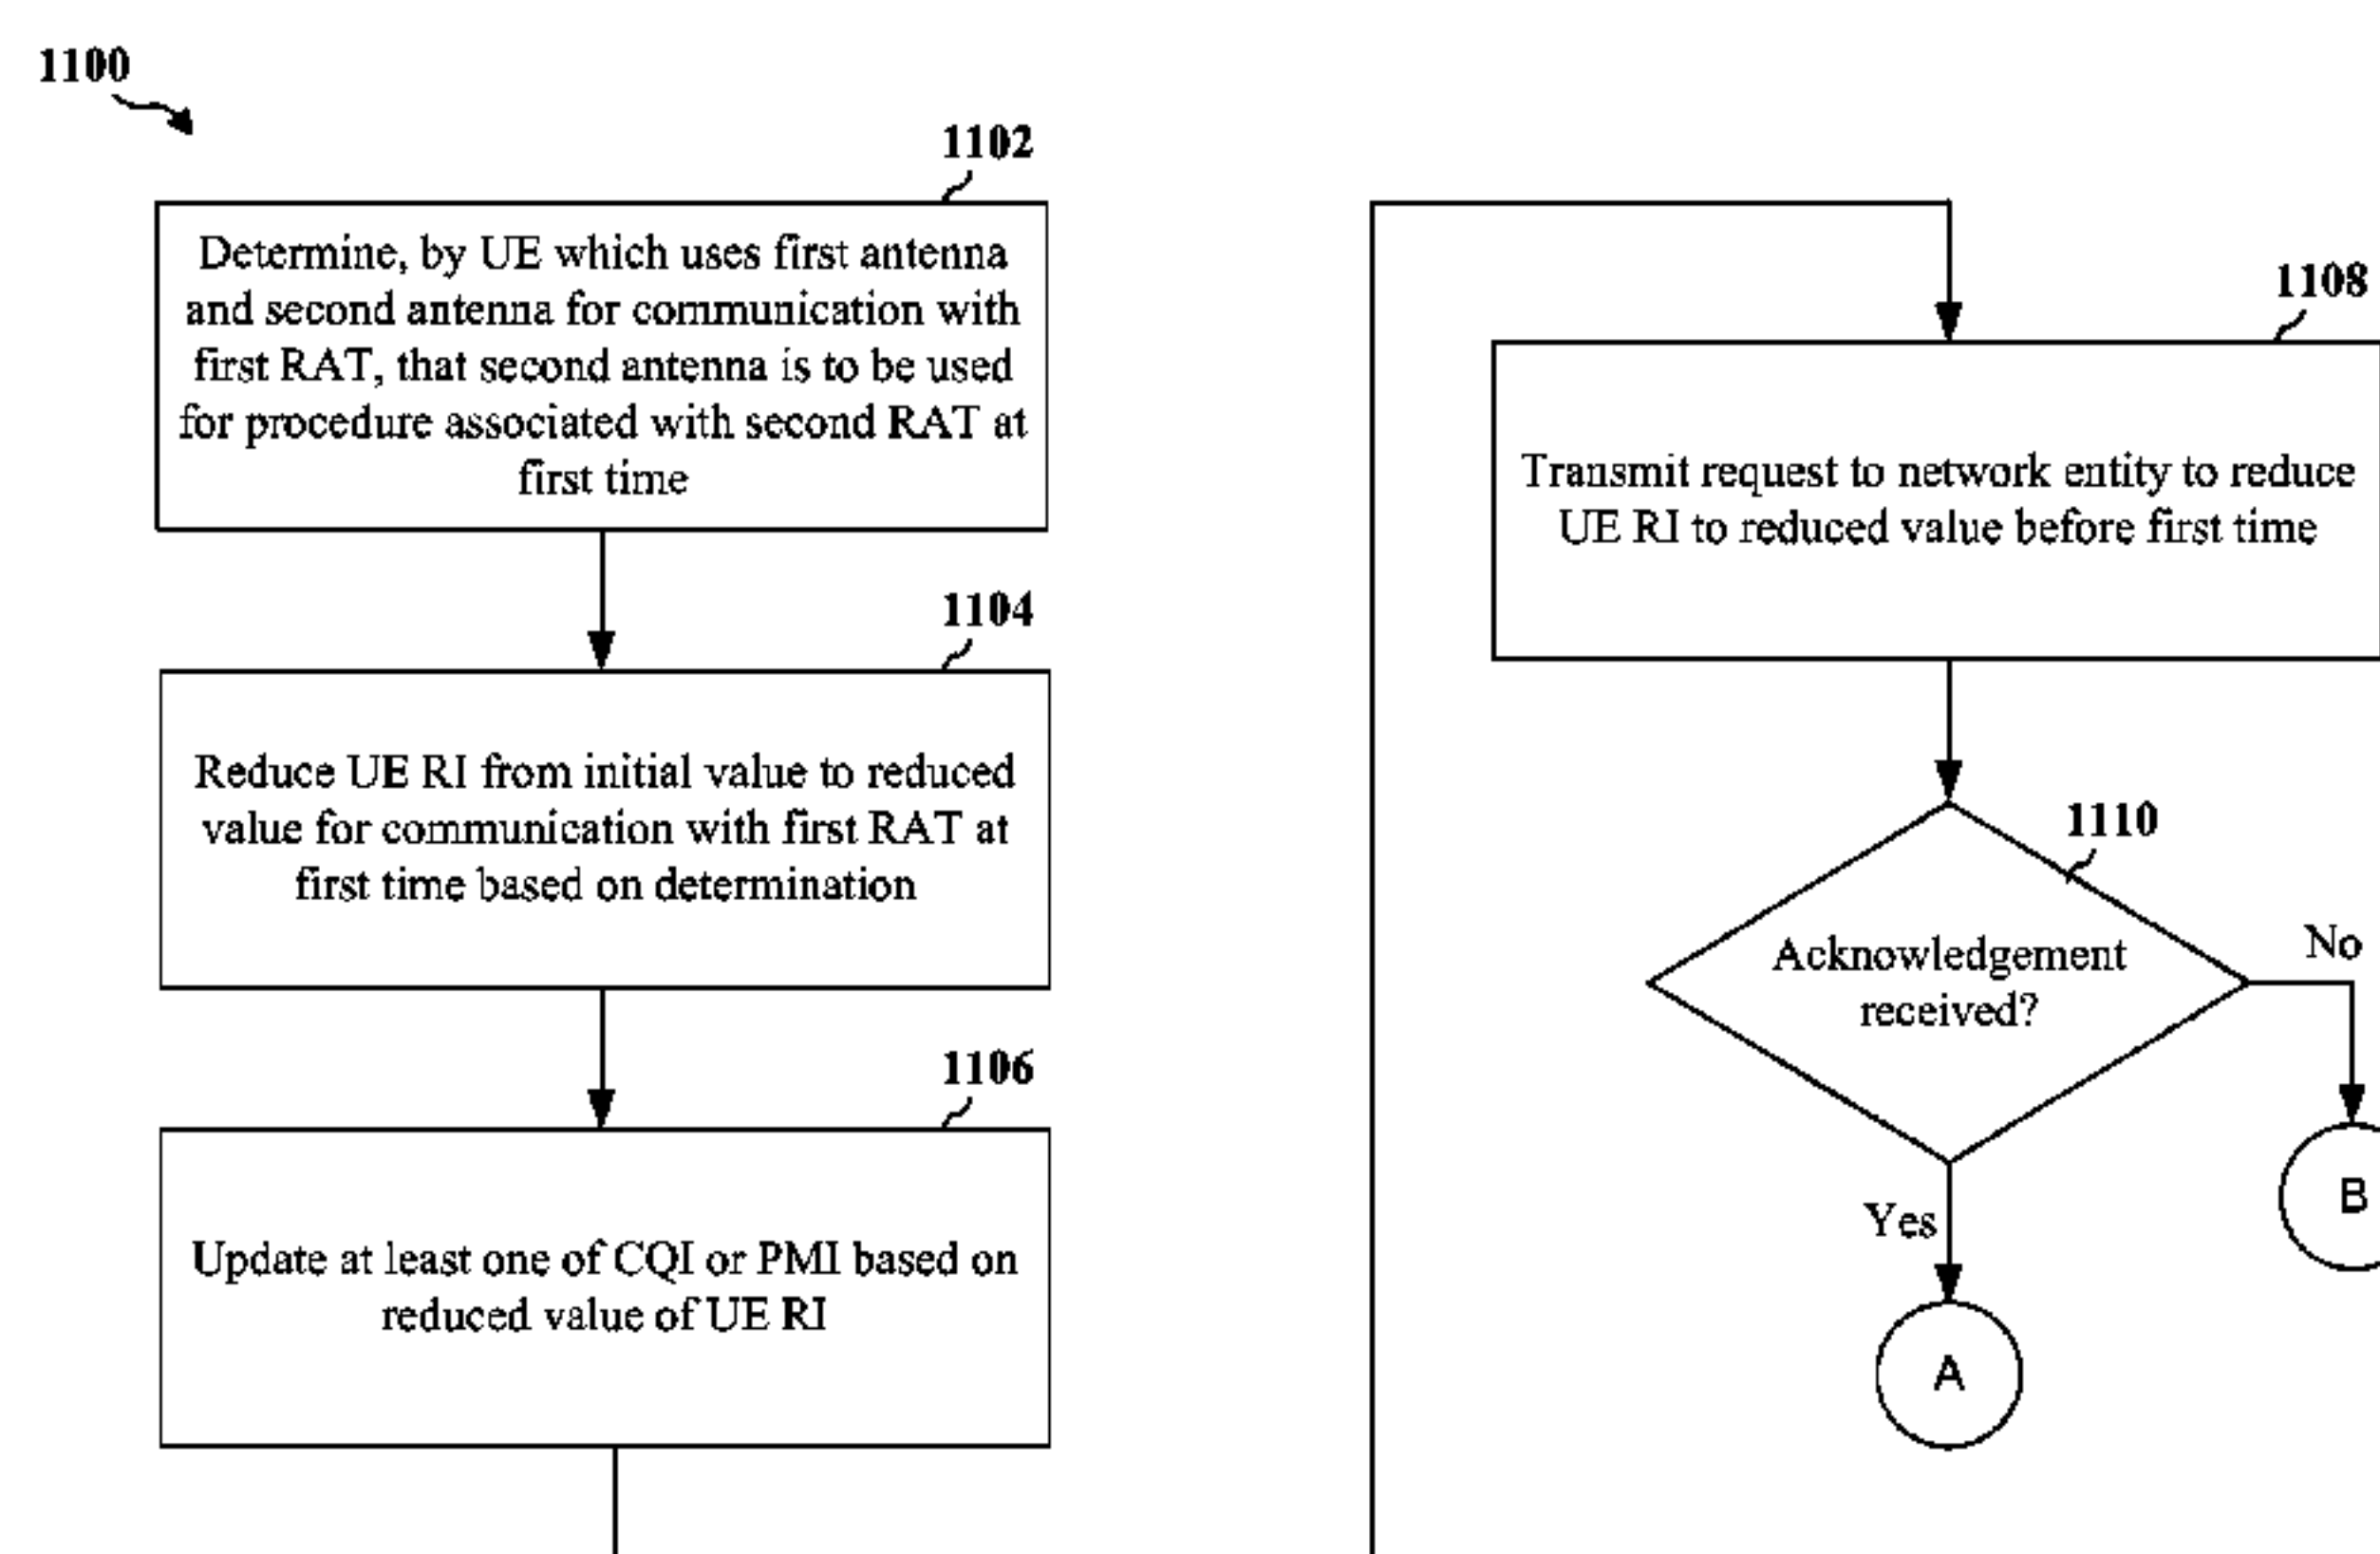 1100
1102
Determine, by UE which uses first antenna
and second antenna for communication with
first RAT, that second antenna is to be used
for procedure associated with second RAT at
first time
1104
Reduce UE RI from initial value to reduced
value for communication with first RAT at
first time based on determination
1106
Update at least one of CQI or PMI based on
reduced value of UE RI
1108
Transmit request to network entity to reduce
UE RI to reduced value before first time
1110
Acknowledgement
received?
No
B
Yes
A